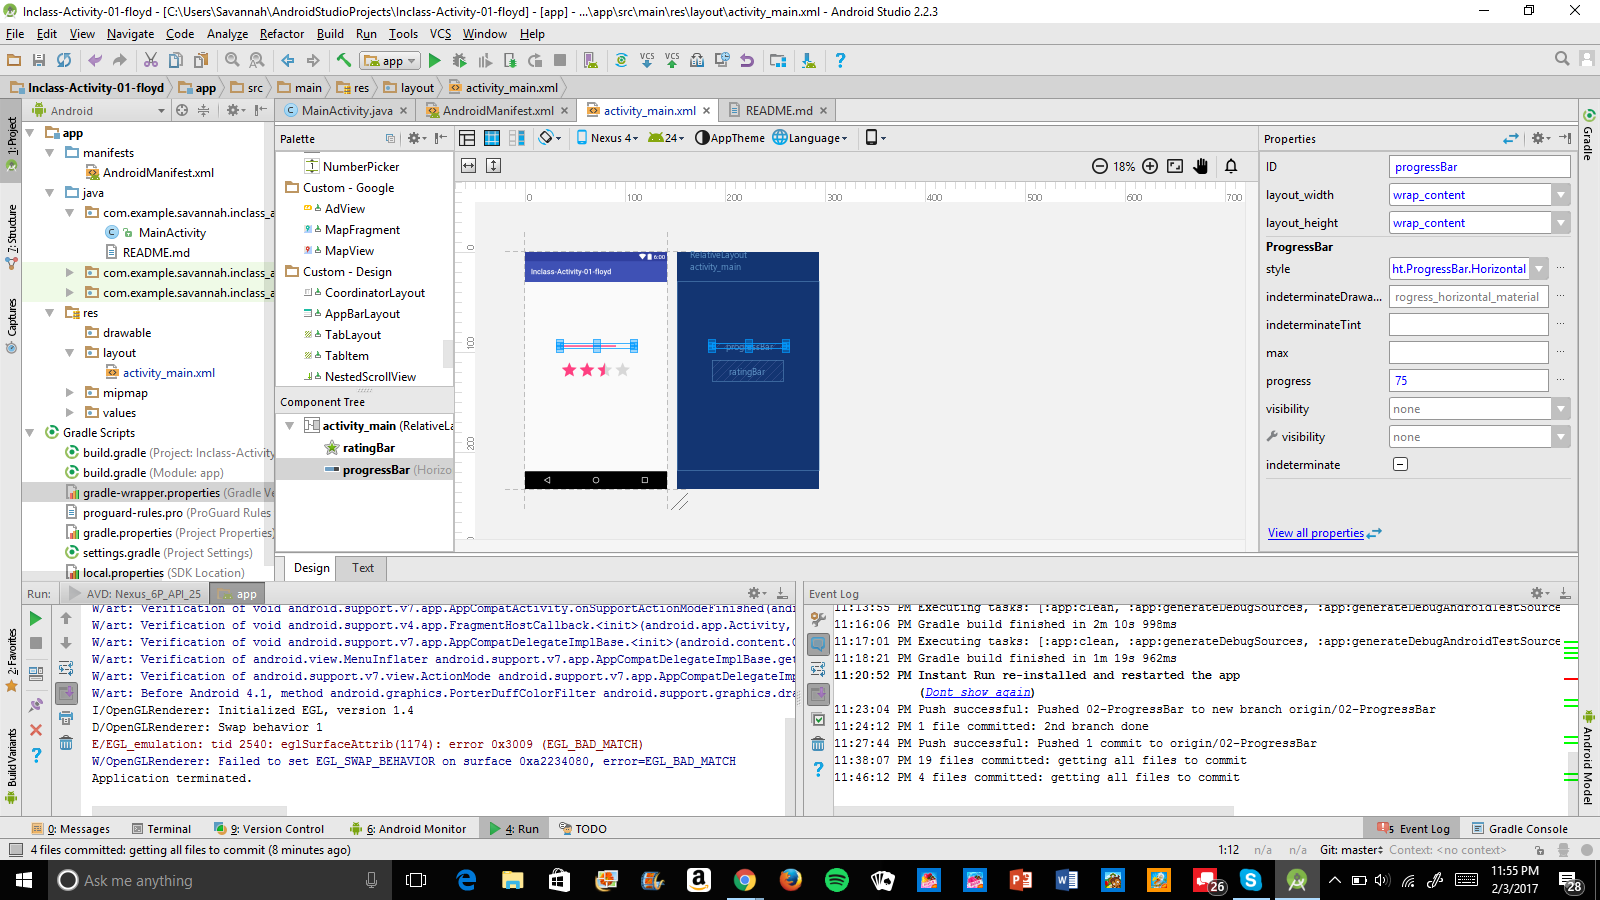 Inclass-Activity-01-floyd - [C:\Users\Savannah\AndroidStudioProjects\Inclass-Activity-01-floyd] - [app] - ...\app\src\main\res\layout\activity_main.xml - Android Studio 2.2.3
File Edit View Navigate Code Analyze Refactor Build Run Tools VCS Window Help
app
Inclass-Activity-01-floyd app src main res layout activity_main.xml
Android
MainActivity.java AndroidManifest.xml activity_main.xml README.md
1: Project
7: Structure
Captures
2: Favorites
Build Variants
app
manifests
AndroidManifest.xml
java
com.example.savannah.inclass_a
MainActivity
README.md
com.example.savannah.inclass_a
com.example.savannah.inclass_a
res
drawable
layout
activity_main.xml
mipmap
values
Gradle Scripts
build.gradle (Project: Inclass-Activity
build.gradle (Module: app)
gradle-wrapper.properties (Gradle Ve
proguard-rules.pro (ProGuard Rules
gradle.properties (Project Properties)
settings.gradle (Project Settings)
local.properties (SDK Location)
Palette
NumberPicker
Custom - Google
AdView
MapFragment
MapView
Custom - Design
CoordinatorLayout
AppBarLayout
TabLayout
TabItem
NestedScrollView
Component Tree
activity_main (RelativeLa
ratingBar
progressBar (Horizo
Nexus 4 24 AppTheme Language
18%
0 100 200 300 400 500 600 700
0
100
200
6:00
Inclass-Activity-01-floyd
RelativeLayout
activity_main
progressBar
ratingBar
Design Text
Properties
ID progressBar
layout_width wrap_content
layout_height wrap_content
ProgressBar
style ht.ProgressBar.Horizontal
indeterminateDrawa... rogress_horizontal_material
indeterminateTint
max
progress 75
visibility none
visibility none
indeterminate
View all properties
Gradle
Android Model
Run: AVD: Nexus_6P_API_25 app
W/art: Verification of void android.support.v7.app.AppCompatActivity.onSupportActionModeFinished(andr
W/art: Verification of void android.support.v4.app.FragmentHostCallback.<init>(android.app.Activity,
W/art: Verification of void android.support.v7.app.AppCompatDelegateImplBase.<init>(android.content.C
W/art: Verification of android.view.MenuInflater android.support.v7.app.AppCompatDelegateImplBase.get
W/art: Verification of android.support.v7.view.ActionMode android.support.v7.app.AppCompatDelegateImp
W/art: Before Android 4.1, method android.graphics.PorterDuffColorFilter android.support.graphics.dra
I/OpenGLRenderer: Initialized EGL, version 1.4
D/OpenGLRenderer: Swap behavior 1
E/EGL_emulation: tid 2540: eglSurfaceAttrib(1174): error 0x3009 (EGL_BAD_MATCH)
W/OpenGLRenderer: Failed to set EGL_SWAP_BEHAVIOR on surface 0xa2234080, error=EGL_BAD_MATCH
Application terminated.
Event Log
11:13:55 PM Executing tasks: [:app:clean, :app:generateDebugSources, :app:generateDebugAndroidTestSource
11:16:06 PM Gradle build finished in 2m 10s 998ms
11:17:01 PM Executing tasks: [:app:clean, :app:generateDebugSources, :app:generateDebugAndroidTestSource
11:18:21 PM Gradle build finished in 1m 19s 962ms
11:20:52 PM Instant Run re-installed and restarted the app
(Dont show again)
11:23:04 PM Push successful: Pushed 02-ProgressBar to new branch origin/02-ProgressBar
11:24:12 PM 1 file committed: 2nd branch done
11:27:44 PM Push successful: Pushed 1 commit to origin/02-ProgressBar
11:38:07 PM 19 files committed: getting all files to commit
11:46:12 PM 4 files committed: getting all files to commit
0: Messages Terminal 9: Version Control 6: Android Monitor 4: Run TODO 5 Event Log Gradle Console
4 files committed: getting all files to commit (8 minutes ago) 1:12 n/a n/a Git: master Context: <no context>
Ask me anything
26
11:55 PM
2/3/2017
28